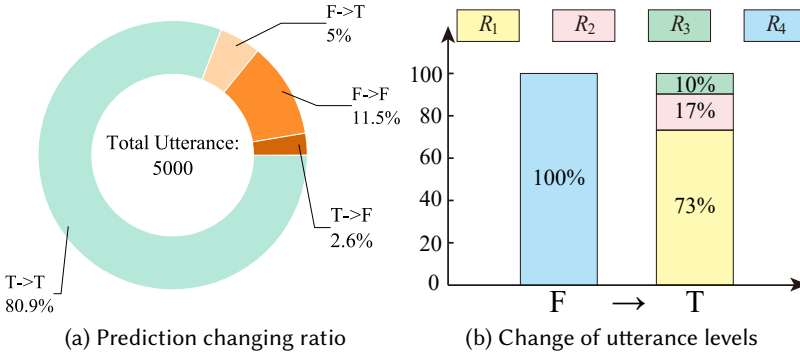 F->T
5%
F->F
11.5%
Total Utterance:
5000
T->F
2.6%
T->T
80.9%
(a) Prediction changing ratio
R1 R2 R3 R4
100
80
60
40
20
0
100%
10%
17%
73%
F → T
(b) Change of utterance levels